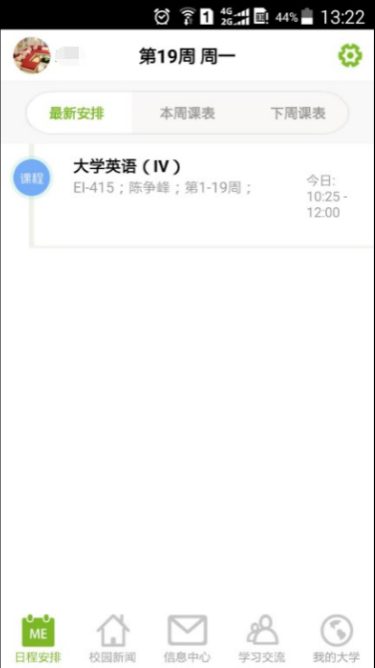 4G
2G
1
44%
13:22
第19周 周一
最新安排
本周课表
下周课表
课程
大学英语（Ⅳ）
EI-415；陈争峰；第1-19周；
今日:
10:25 -
12:00
ME
日程安排
校园新闻
信息中心
学习交流
我的大学